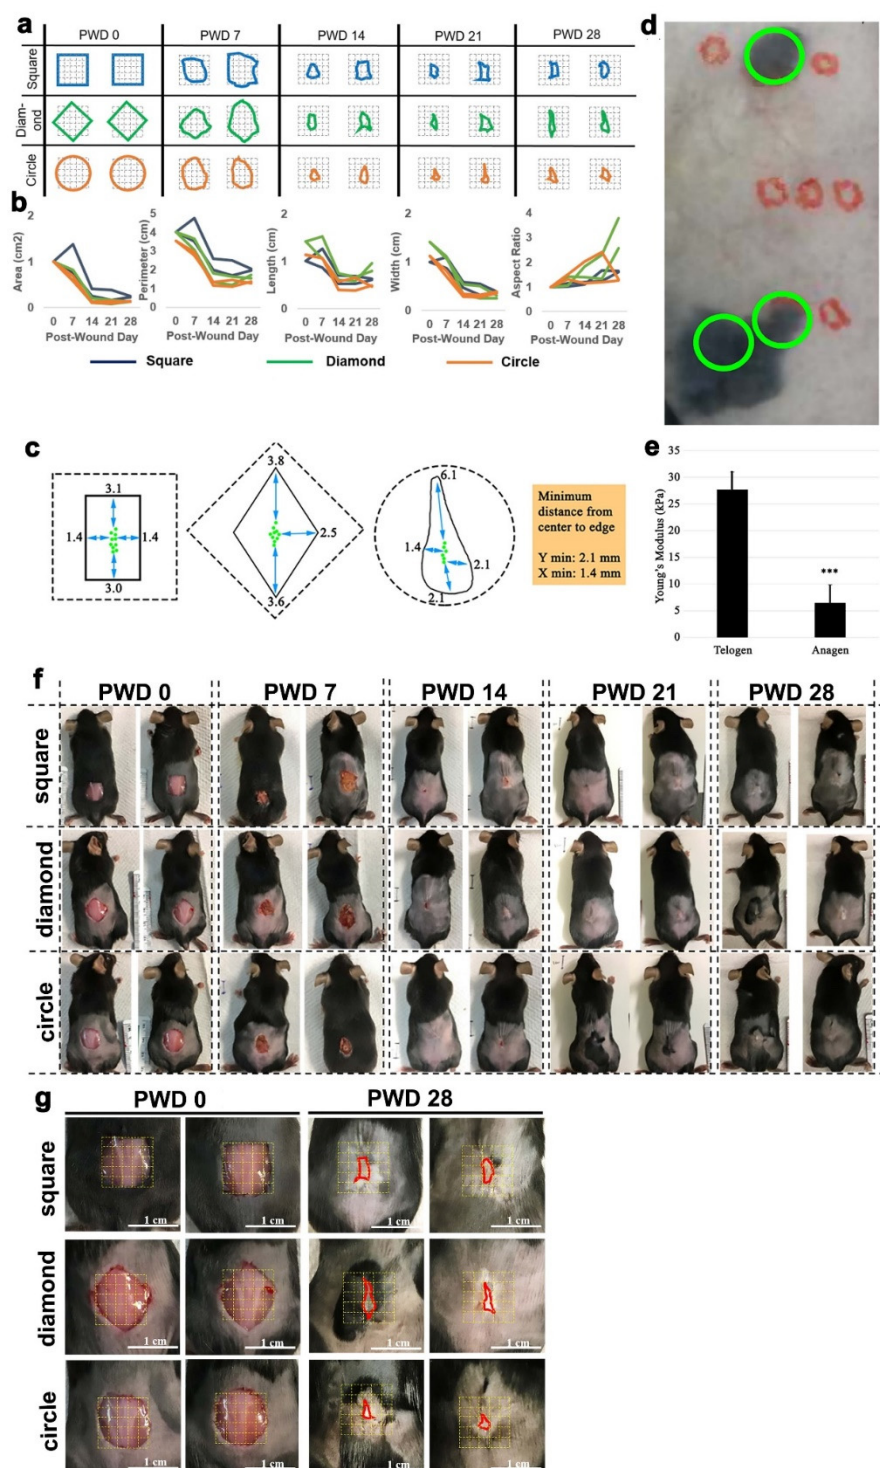 a
PWD 0 PWD 7 PWD 14 PWD 21 PWD 28
Square
Diam-
ond
Circle
b
Area (cm2)
2
1
0
0 7 14 21 28
Post-Wound Day
Perimeter (cm)
5
4
3
2
1
0
0 7 14 21 28
Post-Wound Day
Length (cm)
2
1
0
0 7 14 21 28
Post-Wound Day
Width (cm)
2
1
0
0 7 14 21 28
Post-Wound Day
Aspect Ratio
4
3
2
1
0
0 7 14 21 28
Post-Wound Day
Square Diamond Circle
c
3.1
1.4 1.4
3.0
3.8
2.5
3.6
6.1
1.4
2.1
2.1
Minimum
distance from
center to edge
Y min: 2.1 mm
X min: 1.4 mm
d
e
Young's Modulus (kPa)
35
30
25
20
15
10
5
0
***
Telogen Anagen
f
PWD 0 PWD 7 PWD 14 PWD 21 PWD 28
square
diamond
circle
g
PWD 0 PWD 28
square
1 cm 1 cm 1 cm 1 cm
diamond
1 cm 1 cm 1 cm 1 cm
circle
1 cm 1 cm 1 cm 1 cm